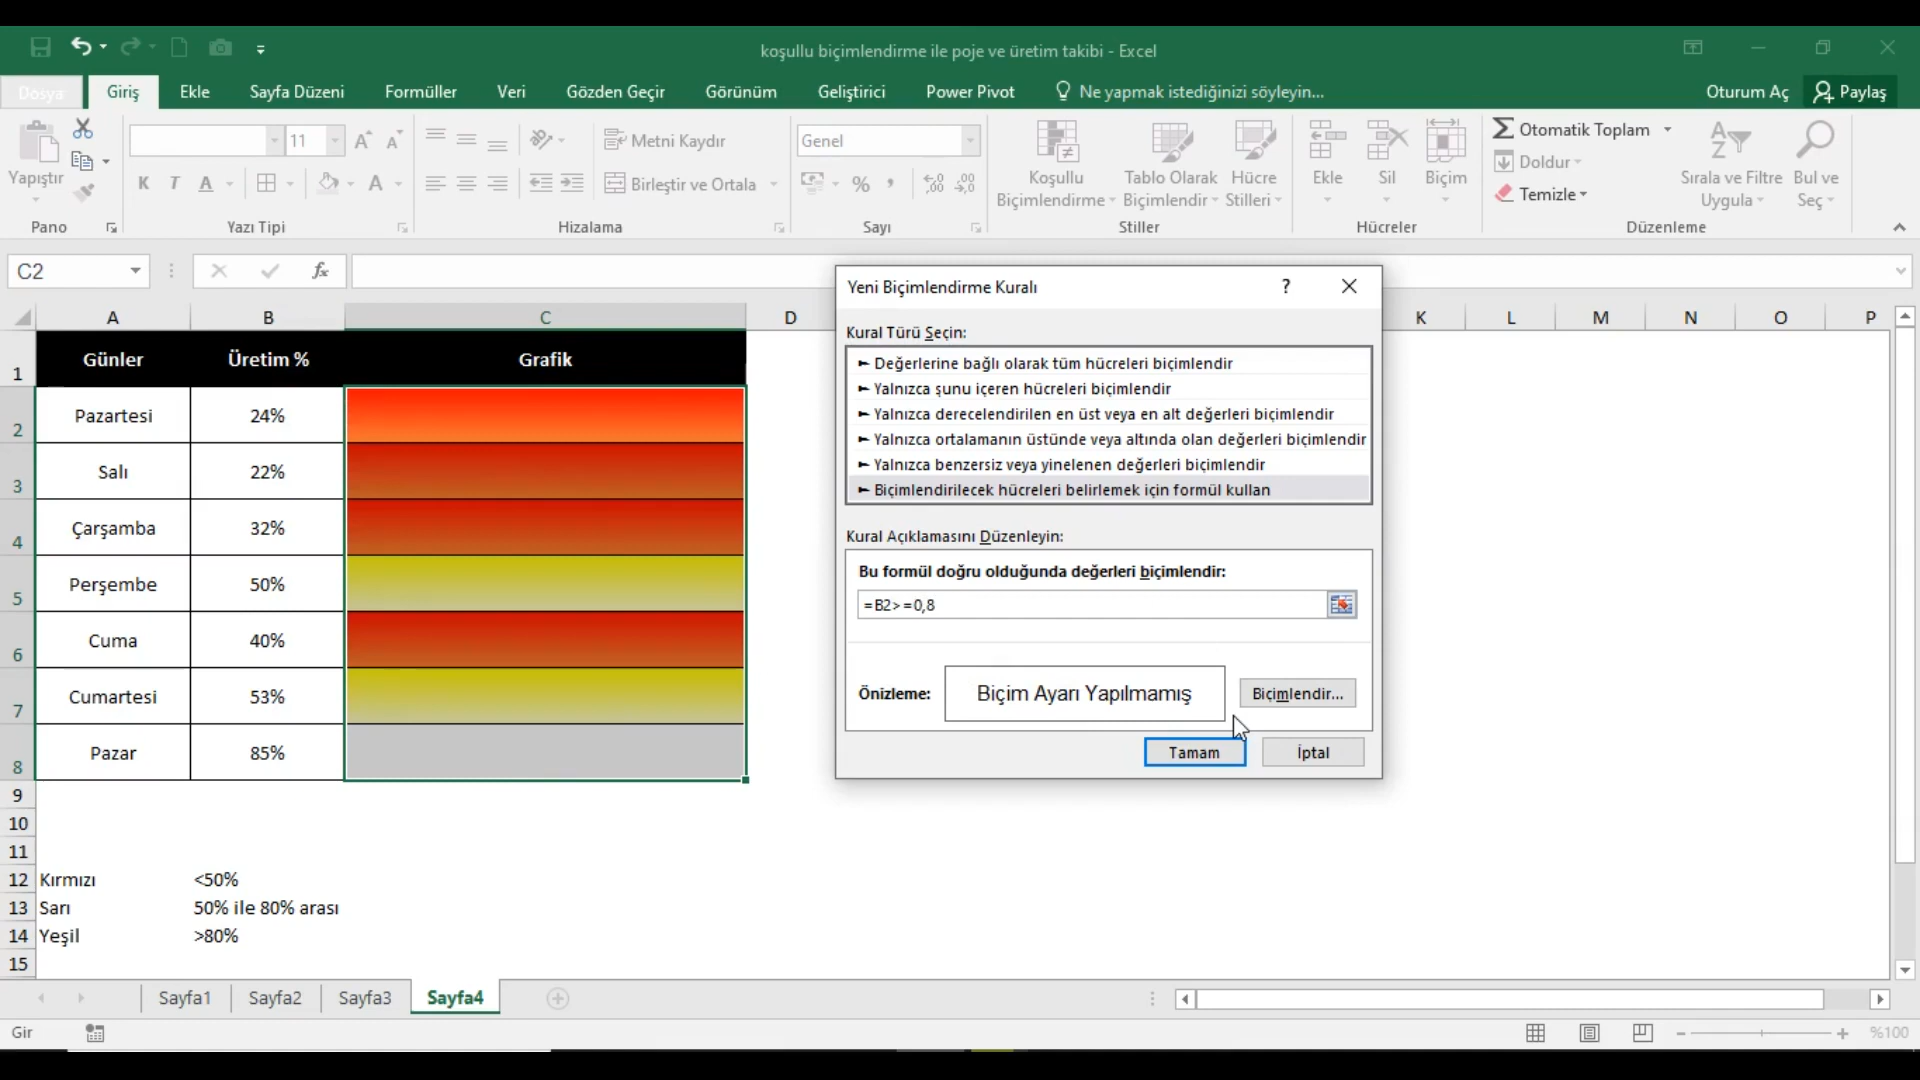 koşullu biçimlendirme ile poje ve üretim takibi - Excel
Dosya Giriş Ekle Sayfa Düzeni Formüller Veri Gözden Geçir Görünüm Geliştirici Power Pivot Ne yapmak istediğinizi söyleyin... Oturum Aç Paylaş
11 Metni Kaydır Genel Otomatik Toplam
Doldur
Yapıştır K T A A Birleştir ve Ortala % Koşullu Biçimlendirme Tablo Olarak Biçimlendir Hücre Stilleri Ekle Sil Biçim Temizle Sırala ve Filtre Uygula Bul ve Seç
Pano Yazı Tipi Hizalama Sayı Stiller Hücreler Düzenleme
C2 fx
A B C D K L M N O P
1 Günler Üretim % Grafik
2 Pazartesi 24%
3 Salı 22%
4 Çarşamba 32%
5 Perşembe 50%
6 Cuma 40%
7 Cumartesi 53%
8 Pazar 85%
9
10
11
12 Kırmızı <50%
13 Sarı 50% ile 80% arası
14 Yeşil >80%
15
Yeni Biçimlendirme Kuralı ?
Kural Türü Seçin:
► Değerlerine bağlı olarak tüm hücreleri biçimlendir
► Yalnızca şunu içeren hücreleri biçimlendir
► Yalnızca derecelendirilen en üst veya en alt değerleri biçimlendir
► Yalnızca ortalamanın üstünde veya altında olan değerleri biçimlendir
► Yalnızca benzersiz veya yinelenen değerleri biçimlendir
► Biçimlendirilecek hücreleri belirlemek için formül kullan
Kural Açıklamasını Düzenleyin:
Bu formül doğru olduğunda değerleri biçimlendir:
=B2>=0,8
Önizleme: Biçim Ayarı Yapılmamış Biçimlendir...
Tamam İptal
Sayfa1 Sayfa2 Sayfa3 Sayfa4
Gir %100